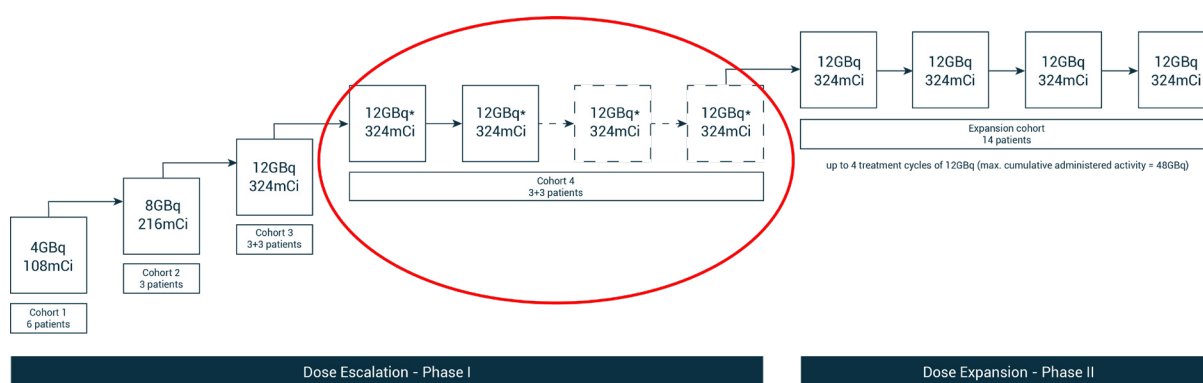 4GBq
108mCi
Cohort 1
6 patients
8GBq
216mCi
Cohort 2
3 patients
12GBq
324mCi
Cohort 3
3+3 patients
12GBq*
324mCi
12GBq*
324mCi
12GBq*
324mCi
12GBq*
324mCi
Cohort 4
3+3 patients
12GBq
324mCi
12GBq
324mCi
12GBq
324mCi
12GBq
324mCi
Expansion cohort
14 patients
up to 4 treatment cycles of 12GBq (max. cumulative administered activity = 48GBq)
Dose Escalation - Phase I
Dose Expansion - Phase II